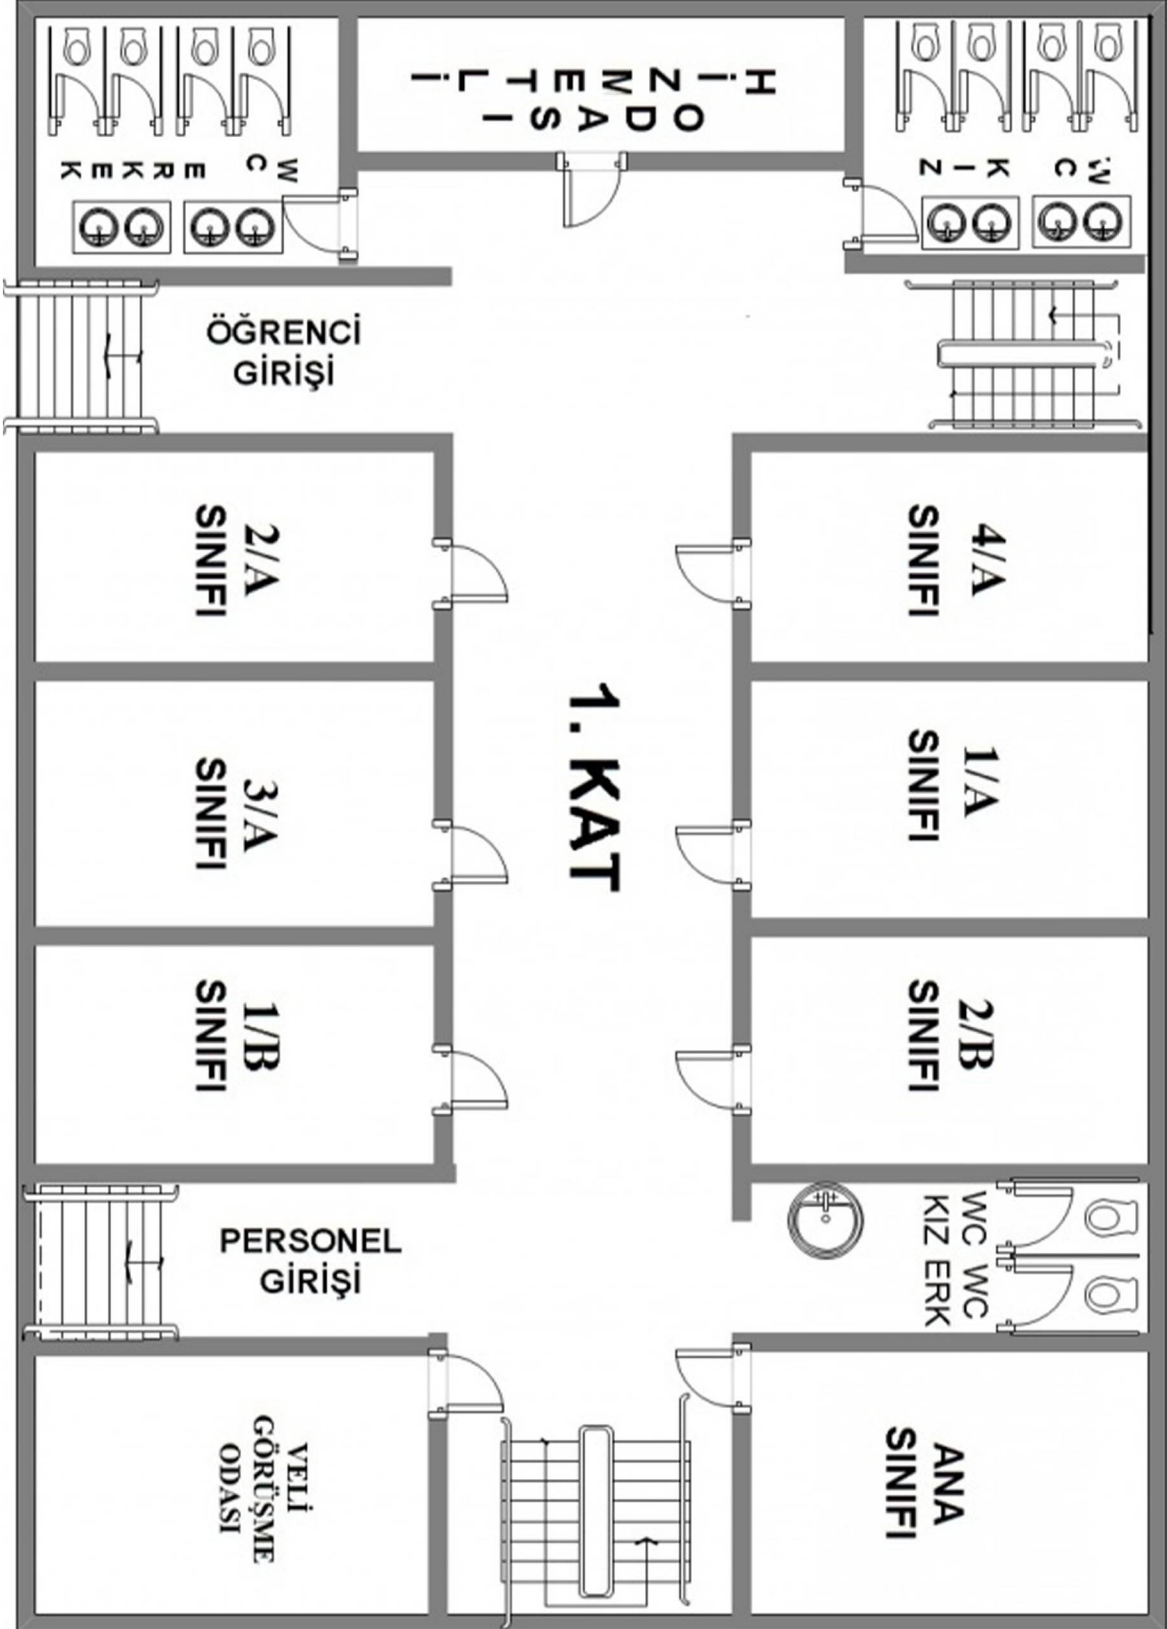 HİZMETLİ
ODASI
WC
ERKEK
WC
KIZ
ÖĞRENCİ
GİRİŞİ
2/A
SINIFI
4/A
SINIFI
3/A
SINIFI
1. KAT
1/A
SINIFI
1/B
SINIFI
2/B
SINIFI
PERSONEL
GİRİŞİ
WC WC
KIZ ERK
VELİ
GÖRÜŞME
ODASI
ANA
SINIFI